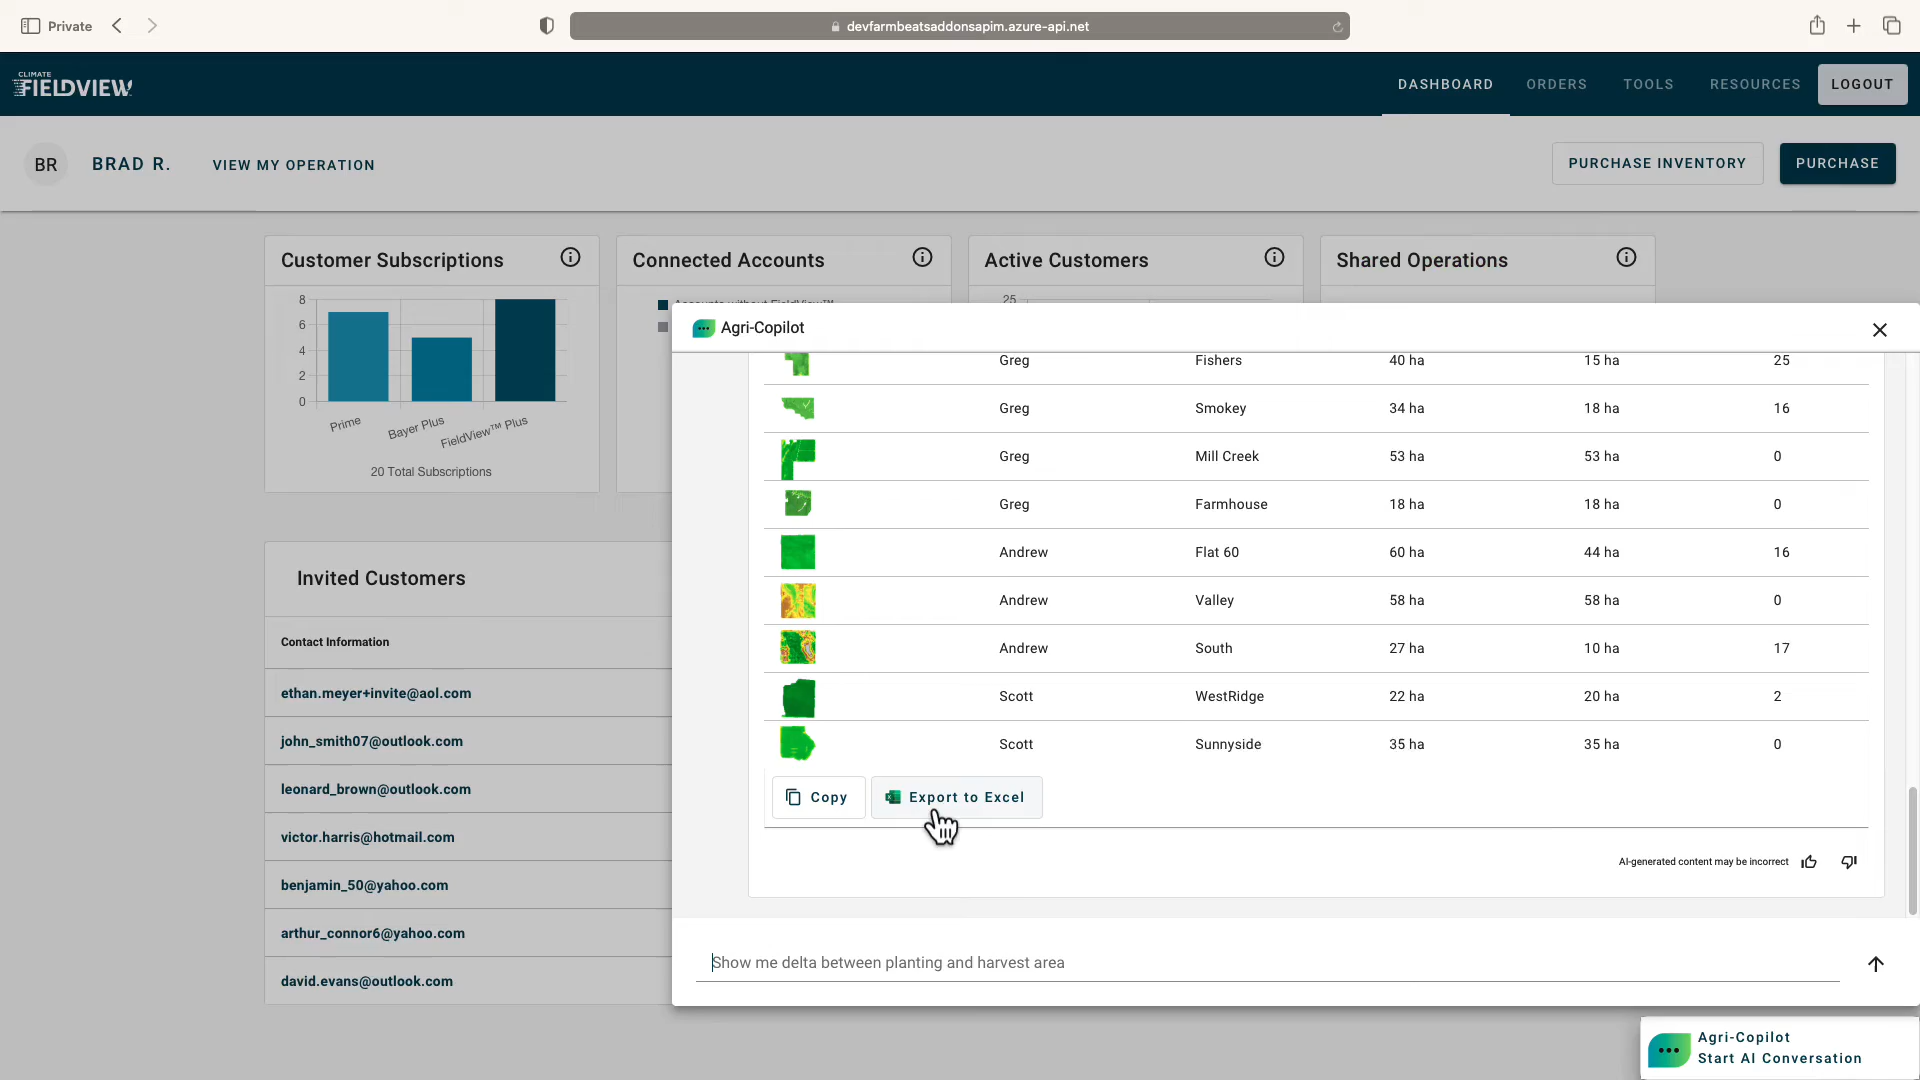 Private
devfarmbeatsaddonsapim.azure-api.net
CLIMATE
FIELDVIEW
DASHBOARD
ORDERS
TOOLS
RESOURCES
LOGOUT
BR
BRAD R.
VIEW MY OPERATION
PURCHASE INVENTORY
PURCHASE
Customer Subscriptions
Connected Accounts
Active Customers
Shared Operations
8
6
4
2
0
Prime
Bayer Plus
FieldView™ Plus
20 Total Subscriptions
Accounts without FieldView™
25
Agri-Copilot
Greg Fishers 40 ha 15 ha 25
Greg Smokey 34 ha 18 ha 16
Greg Mill Creek 53 ha 53 ha 0
Greg Farmhouse 18 ha 18 ha 0
Andrew Flat 60 60 ha 44 ha 16
Andrew Valley 58 ha 58 ha 0
Andrew South 27 ha 10 ha 17
Scott WestRidge 22 ha 20 ha 2
Scott Sunnyside 35 ha 35 ha 0
Copy
Export to Excel
AI-generated content may be incorrect
Show me delta between planting and harvest area
Invited Customers
Contact Information
ethan.meyer+invite@aol.com
john_smith07@outlook.com
leonard_brown@outlook.com
victor.harris@hotmail.com
benjamin_50@yahoo.com
arthur_connor6@yahoo.com
david.evans@outlook.com
Agri-Copilot
Start AI Conversation